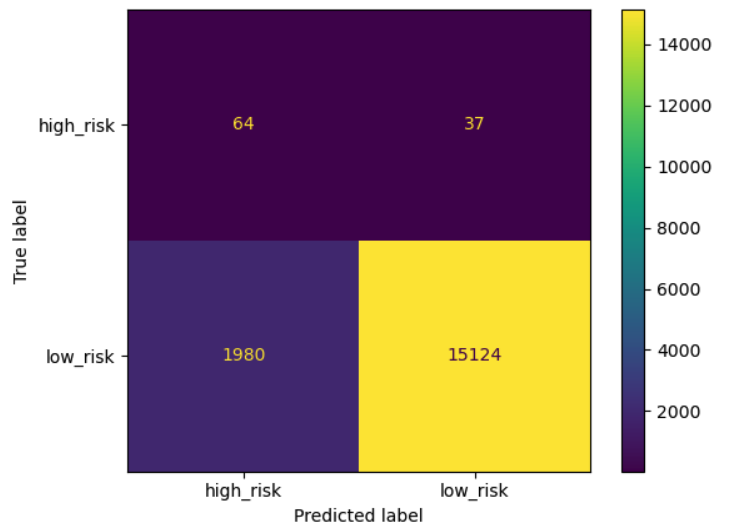 high_risk 64 37
low_risk 1980 15124
high_risk low_risk
Predicted label
True label
14000
12000
10000
8000
6000
4000
2000